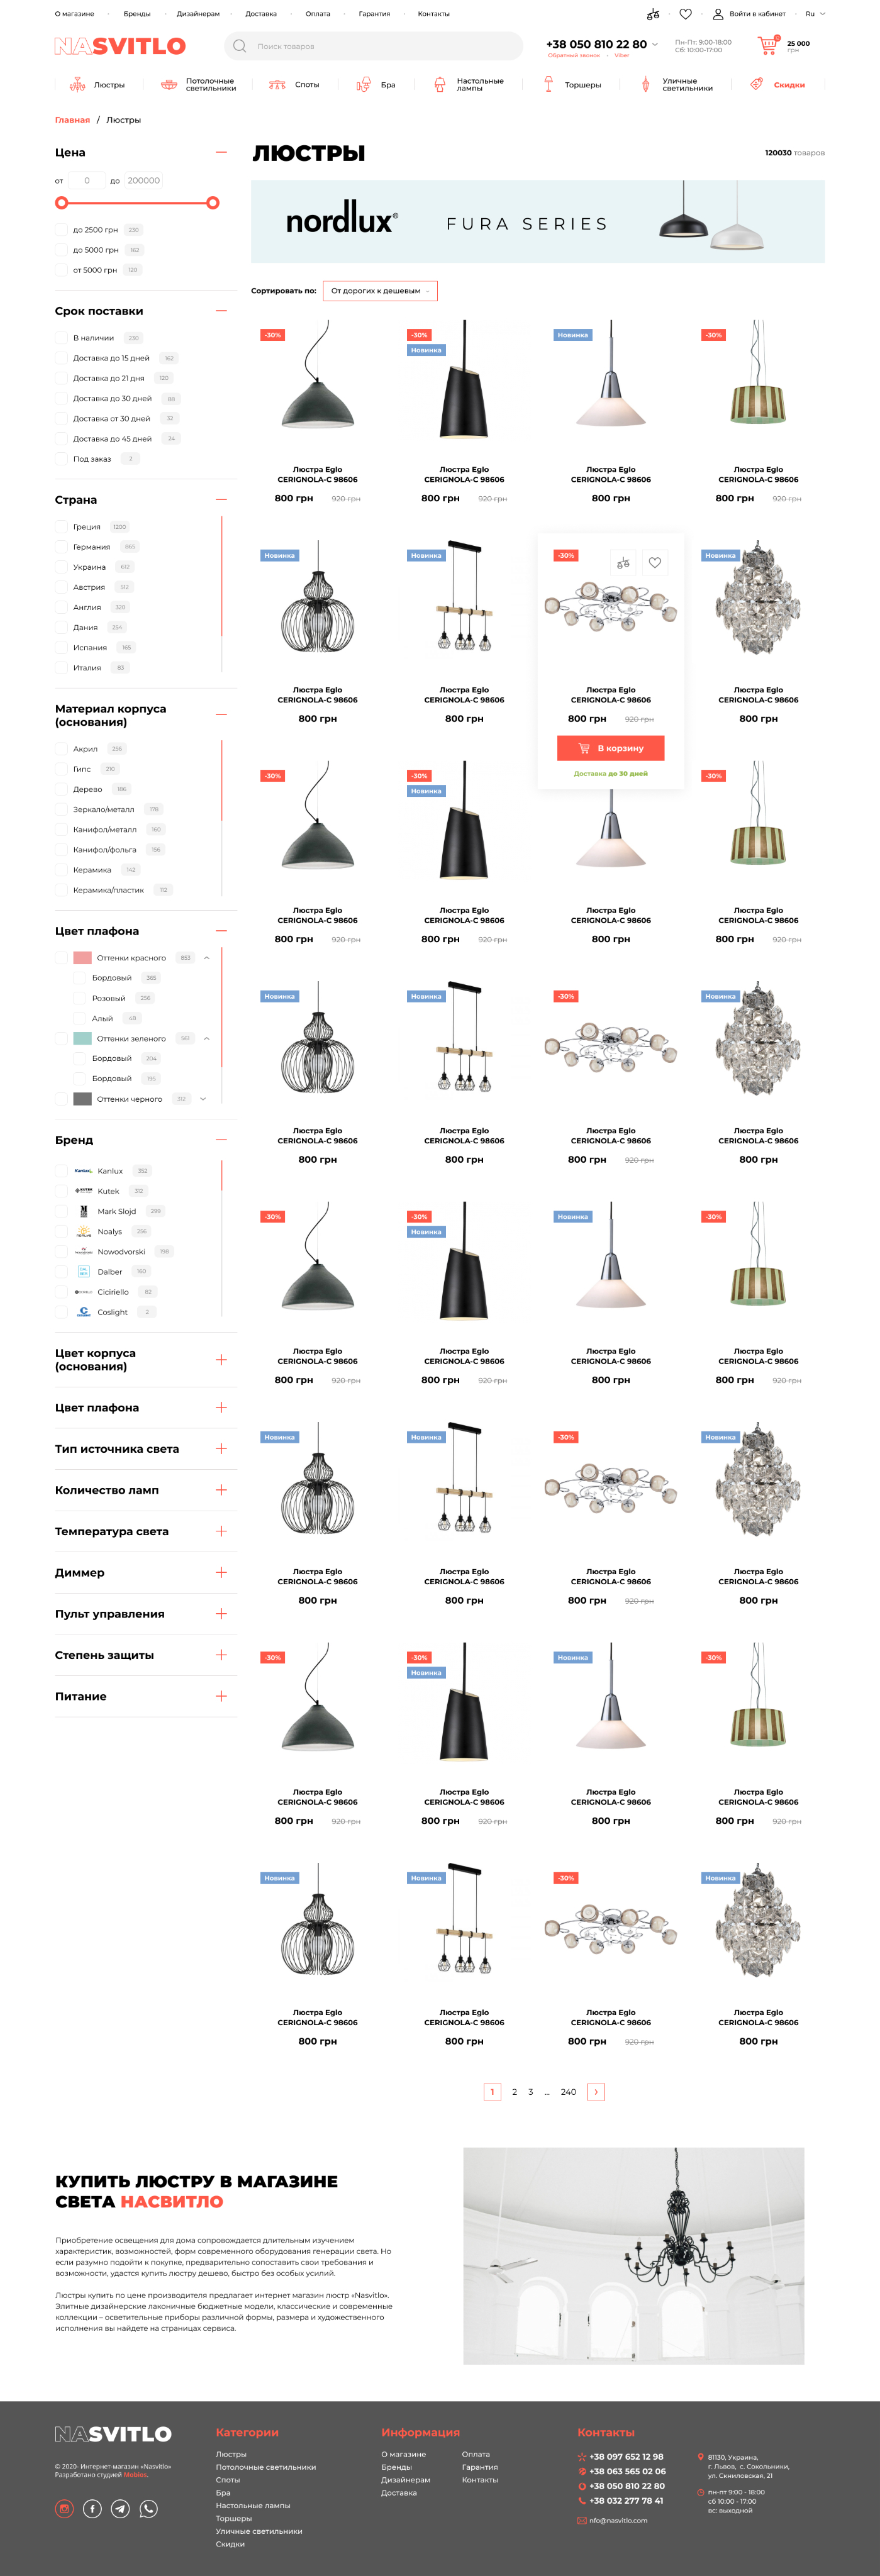 О магазине · Бренды · Дизайнерам · Доставка · Оплата · Гарантия · Контакты
Войти в кабинет · Ru
NASVITLO
Поиск товаров
+38 050 810 22 80
Обратный звонок · Viber
Пн-Пт: 9:00-18:00
Сб: 10:00-17:00
25 000
грн
Люстры
Потолочные
светильники
Споты
Бра
Настольные
лампы
Торшеры
Уличные
светильники
Скидки
Главная / Люстры
Цена
от 0 до 200000
до 2500 грн 230
до 5000 грн 162
от 5000 грн 120
Срок поставки
В наличии 230
Доставка до 15 дней 162
Доставка до 21 дня 120
Доставка до 30 дней 88
Доставка от 30 дней 32
Доставка до 45 дней 24
Под заказ 2
Страна
Греция 1200
Германия 865
Украина 612
Австрия 512
Англия 320
Дания 254
Испания 165
Италия 83
Материал корпуса
(основания)
Акрил 256
Гипс 210
Дерево 186
Зеркало/металл 178
Канифол/металл 160
Канифол/фольга 156
Керамика 142
Керамика/пластик 112
Цвет плафона
Оттенки красного 853
Бордовый 365
Розовый 256
Алый 48
Оттенки зеленого 561
Бордовый 204
Бордовый 195
Оттенки черного 312
Бренд
Kanlux 352
Kutek 312
Mark Slojd 299
Noalys 256
Nowodvorski 198
Dalber 160
Ciciriello 82
Coslight 2
Цвет корпуса
(основания)
Цвет плафона
Тип источника света
Количество ламп
Температура света
Диммер
Пульт управления
Степень защиты
Питание
ЛЮСТРЫ
120030 товаров
nordlux® FURA SERIES
Сортировать по: От дорогих к дешевым
-30% -30% Новинка -30%
Новинка
Люстра Eglo Люстра Eglo Люстра Eglo Люстра Eglo
CERIGNOLA-C 98606 CERIGNOLA-C 98606 CERIGNOLA-C 98606 CERIGNOLA-C 98606
800 грн 920 грн 800 грн 920 грн 800 грн 800 грн 920 грн
Новинка Новинка -30% Новинка
Люстра Eglo Люстра Eglo Люстра Eglo Люстра Eglo
CERIGNOLA-C 98606 CERIGNOLA-C 98606 CERIGNOLA-C 98606 CERIGNOLA-C 98606
800 грн 800 грн 800 грн 920 грн 800 грн
В корзину
Доставка до 30 дней
-30% -30% -30%
Новинка
Люстра Eglo Люстра Eglo Люстра Eglo Люстра Eglo
CERIGNOLA-C 98606 CERIGNOLA-C 98606 CERIGNOLA-C 98606 CERIGNOLA-C 98606
800 грн 920 грн 800 грн 920 грн 800 грн 800 грн 920 грн
Новинка Новинка -30% Новинка
Люстра Eglo Люстра Eglo Люстра Eglo Люстра Eglo
CERIGNOLA-C 98606 CERIGNOLA-C 98606 CERIGNOLA-C 98606 CERIGNOLA-C 98606
800 грн 800 грн 800 грн 920 грн 800 грн
-30% -30% Новинка -30%
Новинка
Люстра Eglo Люстра Eglo Люстра Eglo Люстра Eglo
CERIGNOLA-C 98606 CERIGNOLA-C 98606 CERIGNOLA-C 98606 CERIGNOLA-C 98606
800 грн 920 грн 800 грн 920 грн 800 грн 800 грн 920 грн
Новинка Новинка -30% Новинка
Люстра Eglo Люстра Eglo Люстра Eglo Люстра Eglo
CERIGNOLA-C 98606 CERIGNOLA-C 98606 CERIGNOLA-C 98606 CERIGNOLA-C 98606
800 грн 800 грн 800 грн 920 грн 800 грн
-30% -30% Новинка -30%
Новинка
Люстра Eglo Люстра Eglo Люстра Eglo Люстра Eglo
CERIGNOLA-C 98606 CERIGNOLA-C 98606 CERIGNOLA-C 98606 CERIGNOLA-C 98606
800 грн 920 грн 800 грн 920 грн 800 грн 800 грн 920 грн
Новинка Новинка -30% Новинка
Люстра Eglo Люстра Eglo Люстра Eglo Люстра Eglo
CERIGNOLA-C 98606 CERIGNOLA-C 98606 CERIGNOLA-C 98606 CERIGNOLA-C 98606
800 грн 800 грн 800 грн 920 грн 800 грн
1 2 3 ... 240
КУПИТЬ ЛЮСТРУ В МАГАЗИНЕ
СВЕТА НАСВИТЛО
Приобретение освещения для дома сопровождается длительным изучением
характеристик, возможностей, форм современного оборудования генерации света. Но
если разумно подойти к покупке, предварительно сопоставить свои требования и
возможности, удастся купить люстру дешево, быстро без особых усилий.
Люстры купить по цене производителя предлагает интернет магазин люстр «Nasvitlo».
Элитные дизайнерские лаконичные бюджетные модели, классические и современные
коллекции – осветительные приборы различной формы, размера и художественного
исполнения вы найдете на страницах сервиса.
NASVITLO
© 2020- Интернет-магазин «Nasvitlo»
Разработано студией Mobios.
Категории
Люстры
Потолочные светильники
Споты
Бра
Настольные лампы
Торшеры
Уличные светильники
Скидки
Информация
О магазине
Бренды
Дизайнерам
Доставка
Оплата
Гарантия
Контакты
Контакты
+38 097 652 12 98
+38 063 565 02 06
+38 050 810 22 80
+38 032 277 78 41
nfo@nasvitlo.com
81130, Украина,
г. Львов, с. Сокольники,
ул. Скниловская, 21
пн-пт 9:00 - 18:00
сб 10:00 - 17:00
вс: выходной